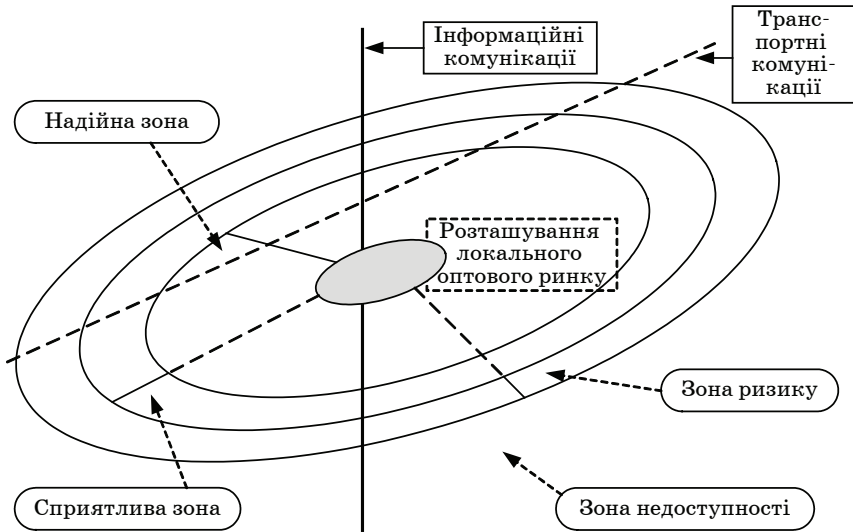 Інформаційні
комунікації
Транс-
портні
комуні-
кації
Надійна зона
Розташування
локального
оптового ринку
Зона ризику
Сприятлива зона
Зона недоступності